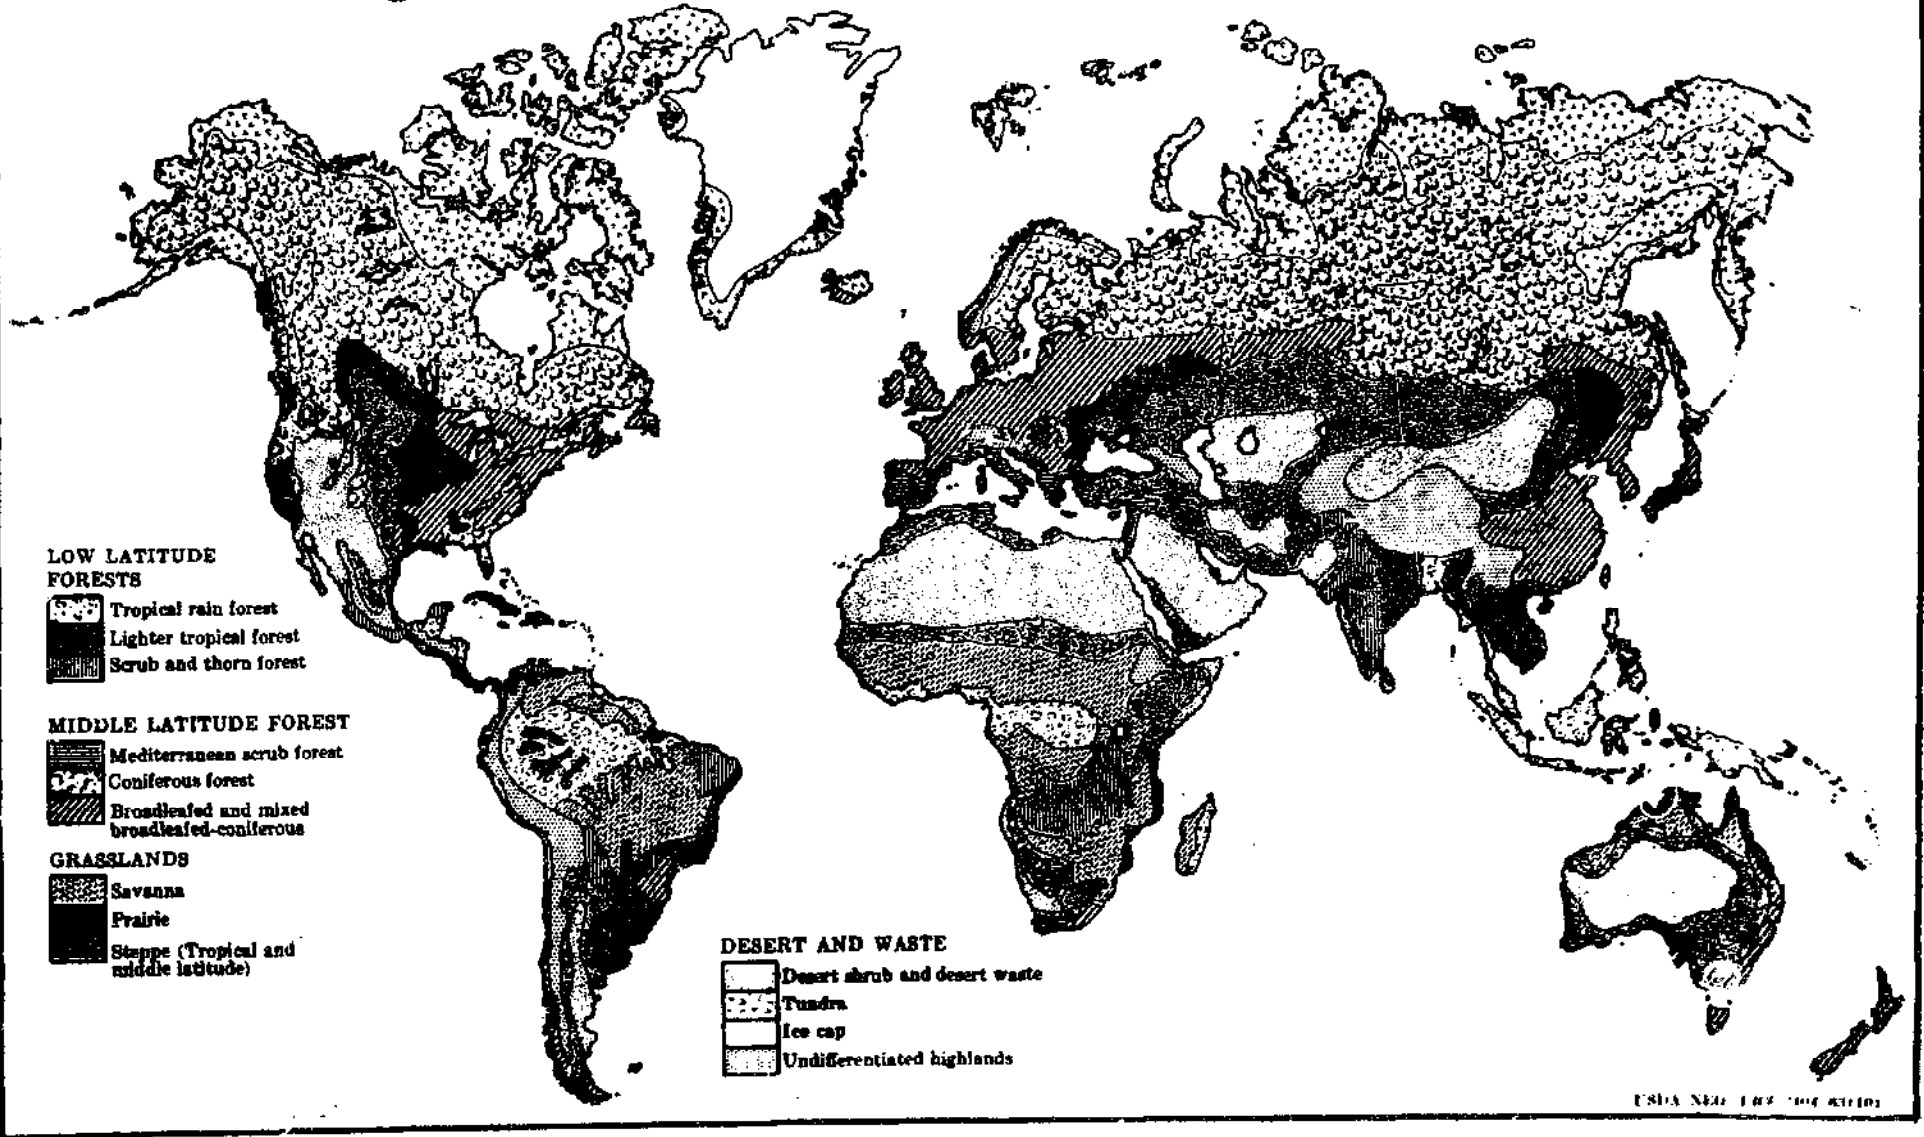 LOW LATITUDE
FORESTS
Tropical rain forest
Lighter tropical forest
Scrub and thorn forest
MIDDLE LATITUDE FOREST
Mediterranean scrub forest
Coniferous forest
Broadleafed and mixed
broadleafed-coniferous
GRASSLANDS
Savanna
Prairie
Steppe (Tropical and
middle latitude)
DESERT AND WASTE
Desert shrub and desert waste
Tundra
Ice cap
Undifferentiated highlands
USDA